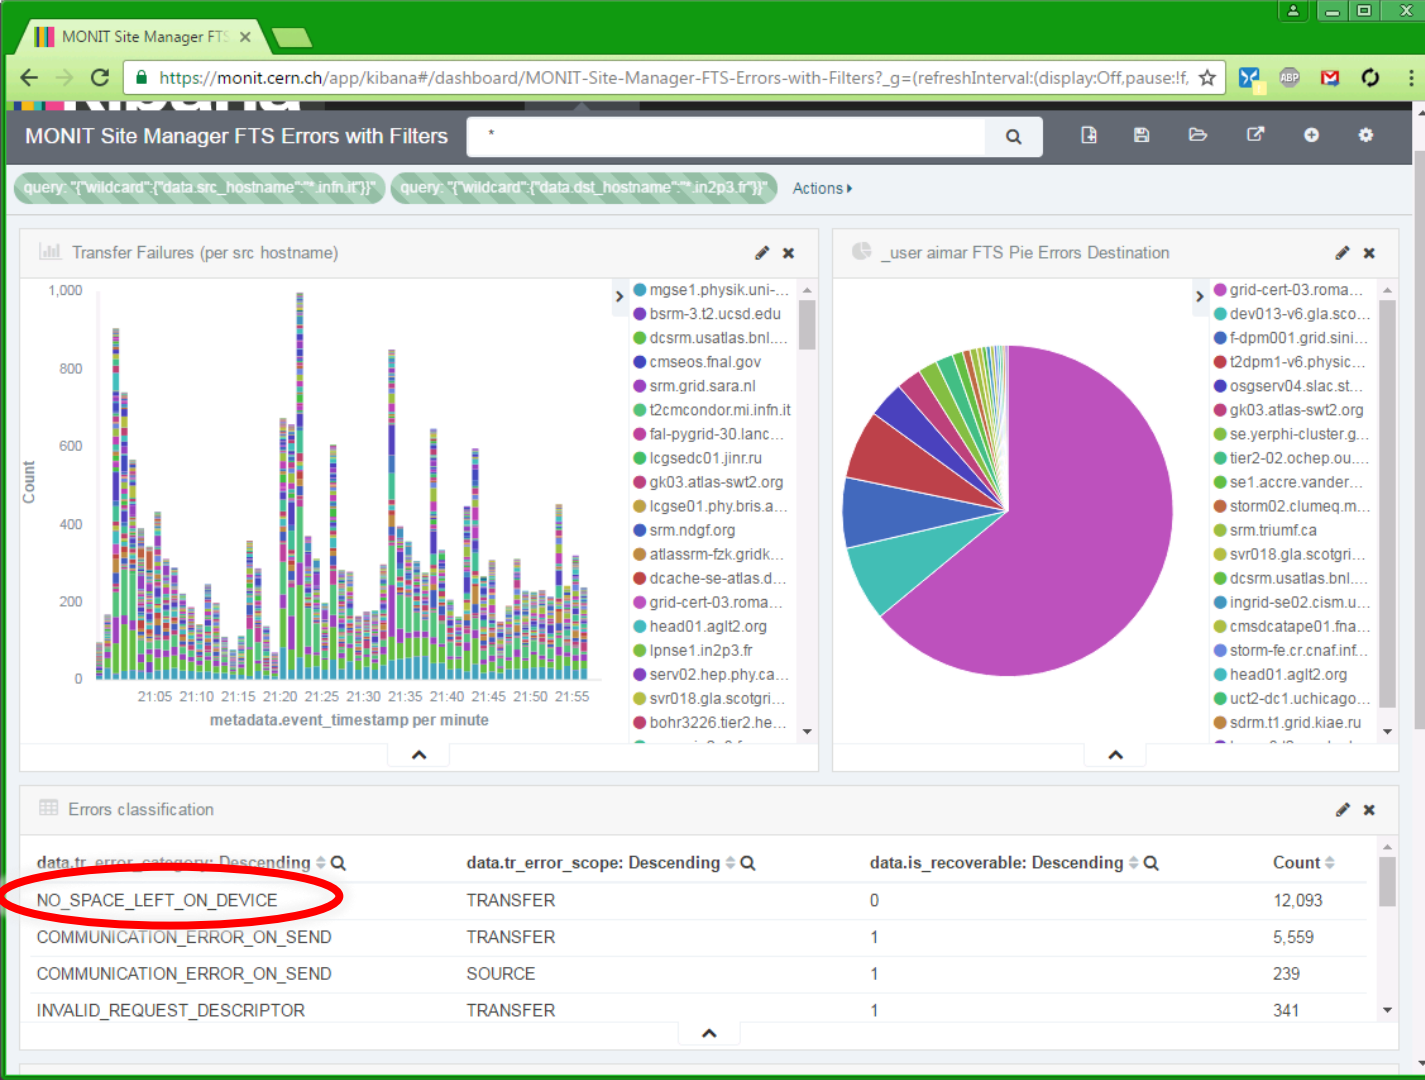 MONIT Site Manager FTS
https://monit.cern.ch/app/kibana#/dashboard/MONIT-Site-Manager-FTS-Errors-with-Filters?_g=(refreshInterval:(display:Off,pause:!f,
ABP
MONIT Site Manager FTS Errors with Filters
*
query: "{"wildcard":{"data.src_hostname":"*.infn.it"}}"
query: "{"wildcard":{"data.dst_hostname":"*.in2p3.fr"}}"
Actions
Transfer Failures (per src hostname)
1,000
800
600
400
200
0
Count
21:05 21:10 21:15 21:20 21:25 21:30 21:35 21:40 21:45 21:50 21:55
metadata.event_timestamp per minute
mgse1.physik.uni-...
bsrm-3.t2.ucsd.edu
dcsrm.usatlas.bnl....
cmseos.fnal.gov
srm.grid.sara.nl
t2cmcondor.mi.infn.it
fal-pygrid-30.lanc...
lcgsedc01.jinr.ru
gk03.atlas-swt2.org
lcgse01.phy.bris.a...
srm.ndgf.org
atlassrm-fzk.gridk...
dcache-se-atlas.d...
grid-cert-03.roma...
head01.aglt2.org
lpnse1.in2p3.fr
serv02.hep.phy.ca...
svr018.gla.scotgri...
bohr3226.tier2.he...
_user aimar FTS Pie Errors Destination
grid-cert-03.roma...
dev013-v6.gla.sco...
f-dpm001.grid.sini...
t2dpm1-v6.physic...
osgserv04.slac.st...
gk03.atlas-swt2.org
se.yerphi-cluster.g...
tier2-02.ochep.ou....
se1.accre.vander...
storm02.clumeq.m...
srm.triumf.ca
svr018.gla.scotgri...
dcsrm.usatlas.bnl....
ingrid-se02.cism.u...
cmsdcatape01.fna...
storm-fe.cr.cnaf.inf...
head01.aglt2.org
uct2-dc1.uchicago...
sdrm.t1.grid.kiae.ru
Errors classification
data.tr_error_category: Descending data.tr_error_scope: Descending data.is_recoverable: Descending Count
NO_SPACE_LEFT_ON_DEVICE TRANSFER 0 12,093
COMMUNICATION_ERROR_ON_SEND TRANSFER 1 5,559
COMMUNICATION_ERROR_ON_SEND SOURCE 1 239
INVALID_REQUEST_DESCRIPTOR TRANSFER 1 341